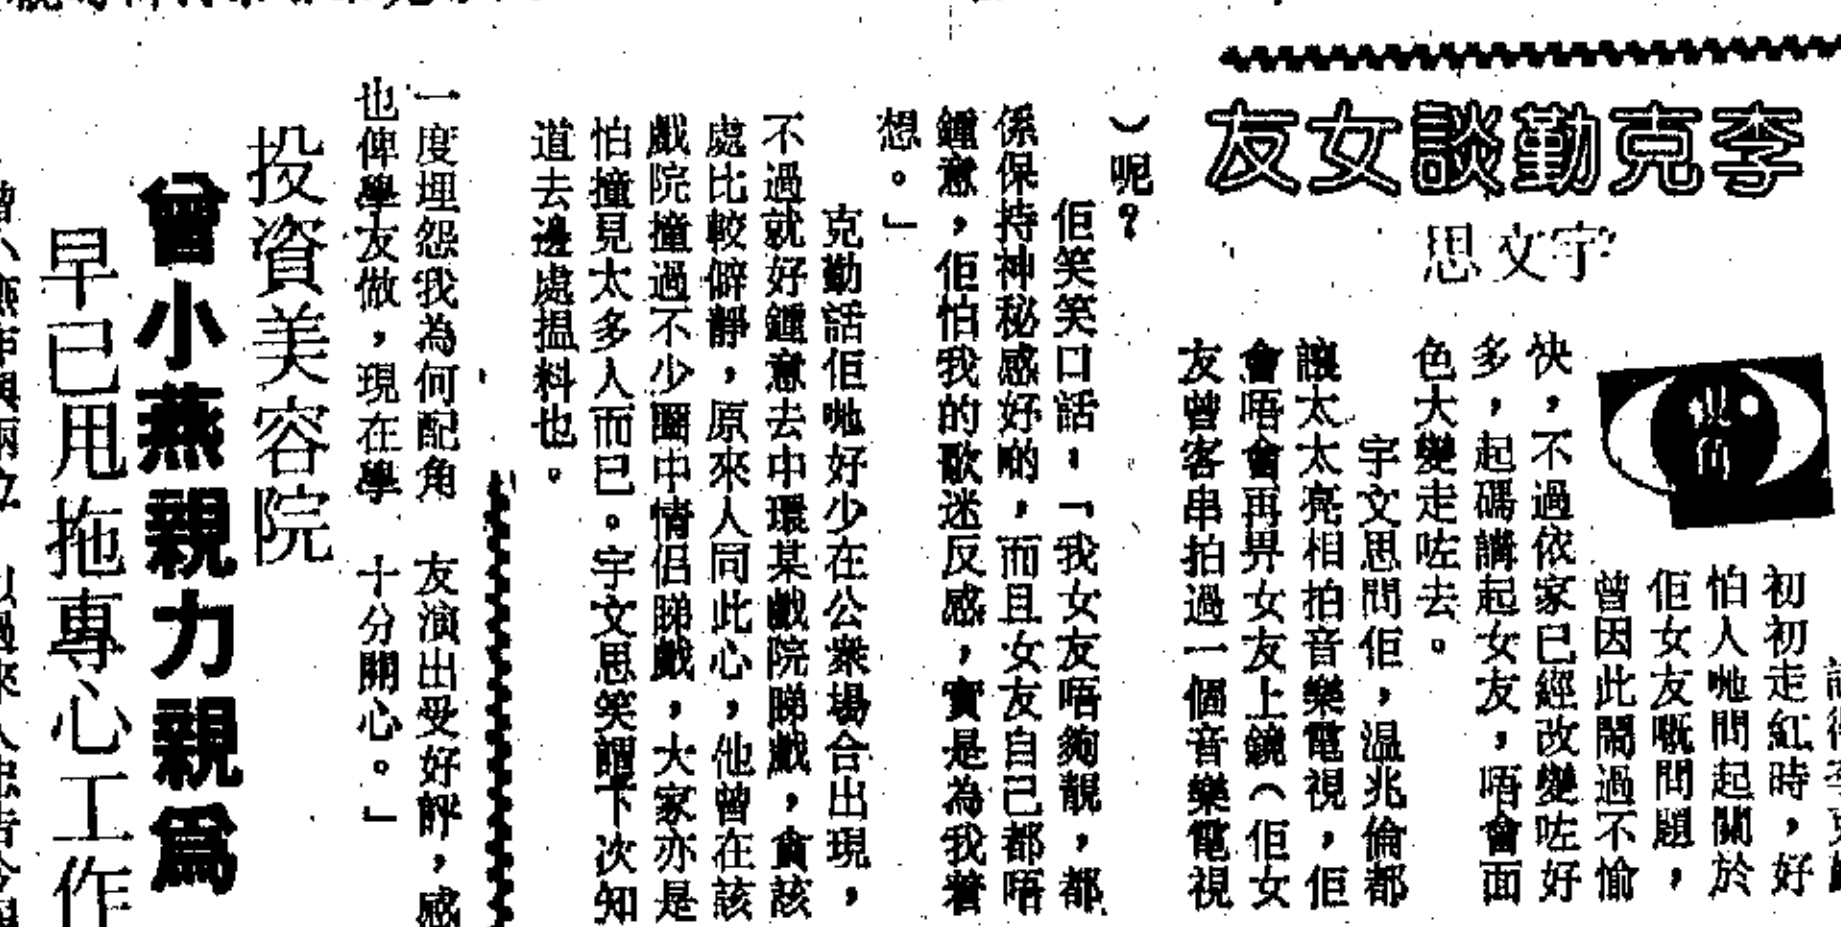 李克勤談女友
宇文思
視角
初初走紅時，好
怕人哋問起關於
佢女友嘅問題，
曾因此鬧過不愉
快，不過依家已經改變咗好
多，起碼講起女友，唔會面
色大變走咗去。
宇文思問佢，温兆倫都
讓太太亮相拍音樂電視，佢
會唔會再畀女友上鏡（佢女
友曾客串拍過一個音樂電視
）呢？
佢笑笑口話：「我女友唔夠靚，都
係保持神秘感好啲，而且女友自己都唔
鍾意，佢怕我的歌迷反感，實是為我着
想。」
克勤話佢哋好少在公衆場合出現，
不過就好鍾意去中環某戲院睇戲，貪該
處比較僻靜，原來人同此心，他曾在該
戲院撞過不少圈中情侶睇戲，大家亦是
怕撞見太多人而已。宇文思笑謂下次知
道去邊處揾料也。
一度埋怨我為何配角
也俾學友做，現在學
友演出受好評，感
十分開心。」
投資美容院
曾小燕親力親爲
早已甩拖專心工作